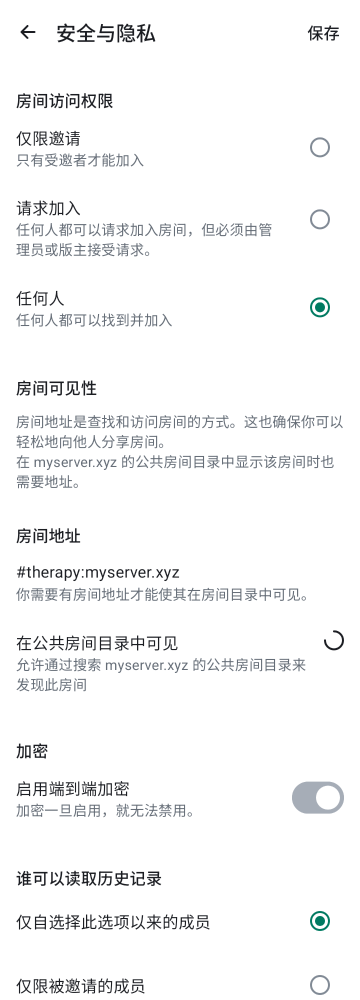 安全与隐私
保存
房间访问权限
仅限邀请
只有受邀者才能加入
请求加入
任何人都可以请求加入房间，但必须由管
理员或版主接受请求。
任何人
任何人都可以找到并加入
房间可见性
房间地址是查找和访问房间的方式。这也确保你可以
轻松地向他人分享房间。
在 myserver.xyz 的公共房间目录中显示该房间时也
需要地址。
房间地址
#therapy:myserver.xyz
你需要有房间地址才能使其在房间目录中可见。
在公共房间目录中可见
允许通过搜索 myserver.xyz 的公共房间目录来
发现此房间
加密
启用端到端加密
加密一旦启用，就无法禁用。
谁可以读取历史记录
仅自选择此选项以来的成员
仅限被邀请的成员